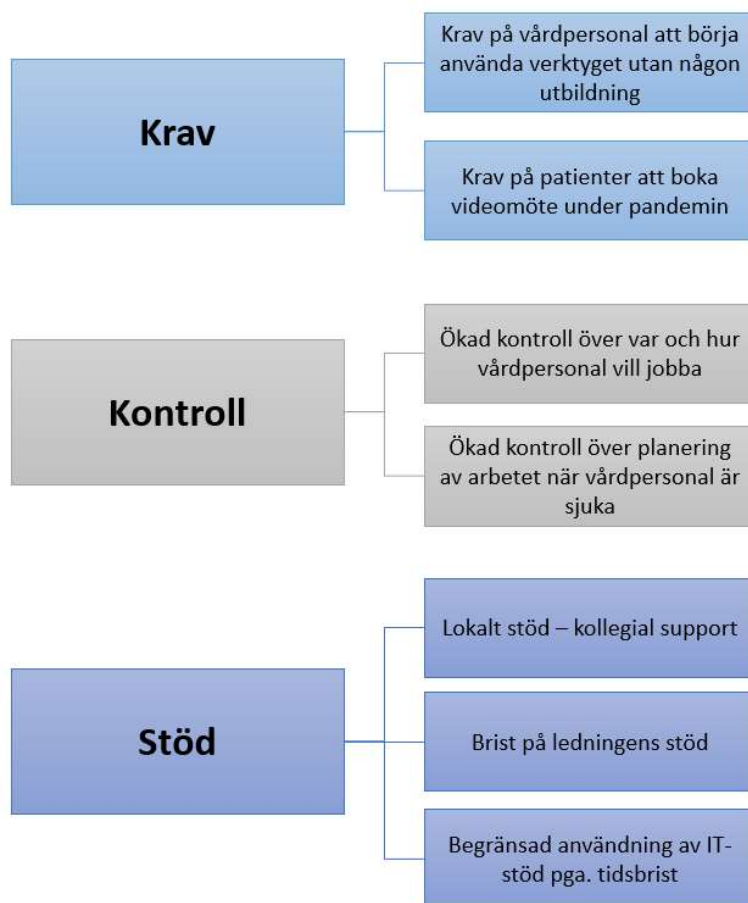 Krav
Krav på vårdpersonal att börja
använda verktyget utan någon
utbildning
Krav på patienter att boka
videomöte under pandemin
Kontroll
Ökad kontroll över var och hur
vårdpersonal vill jobba
Ökad kontroll över planering
av arbetet när vårdpersonal är
sjuka
Stöd
Lokalt stöd – kollegial support
Brist på ledningens stöd
Begränsad användning av IT-
stöd pga. tidsbrist